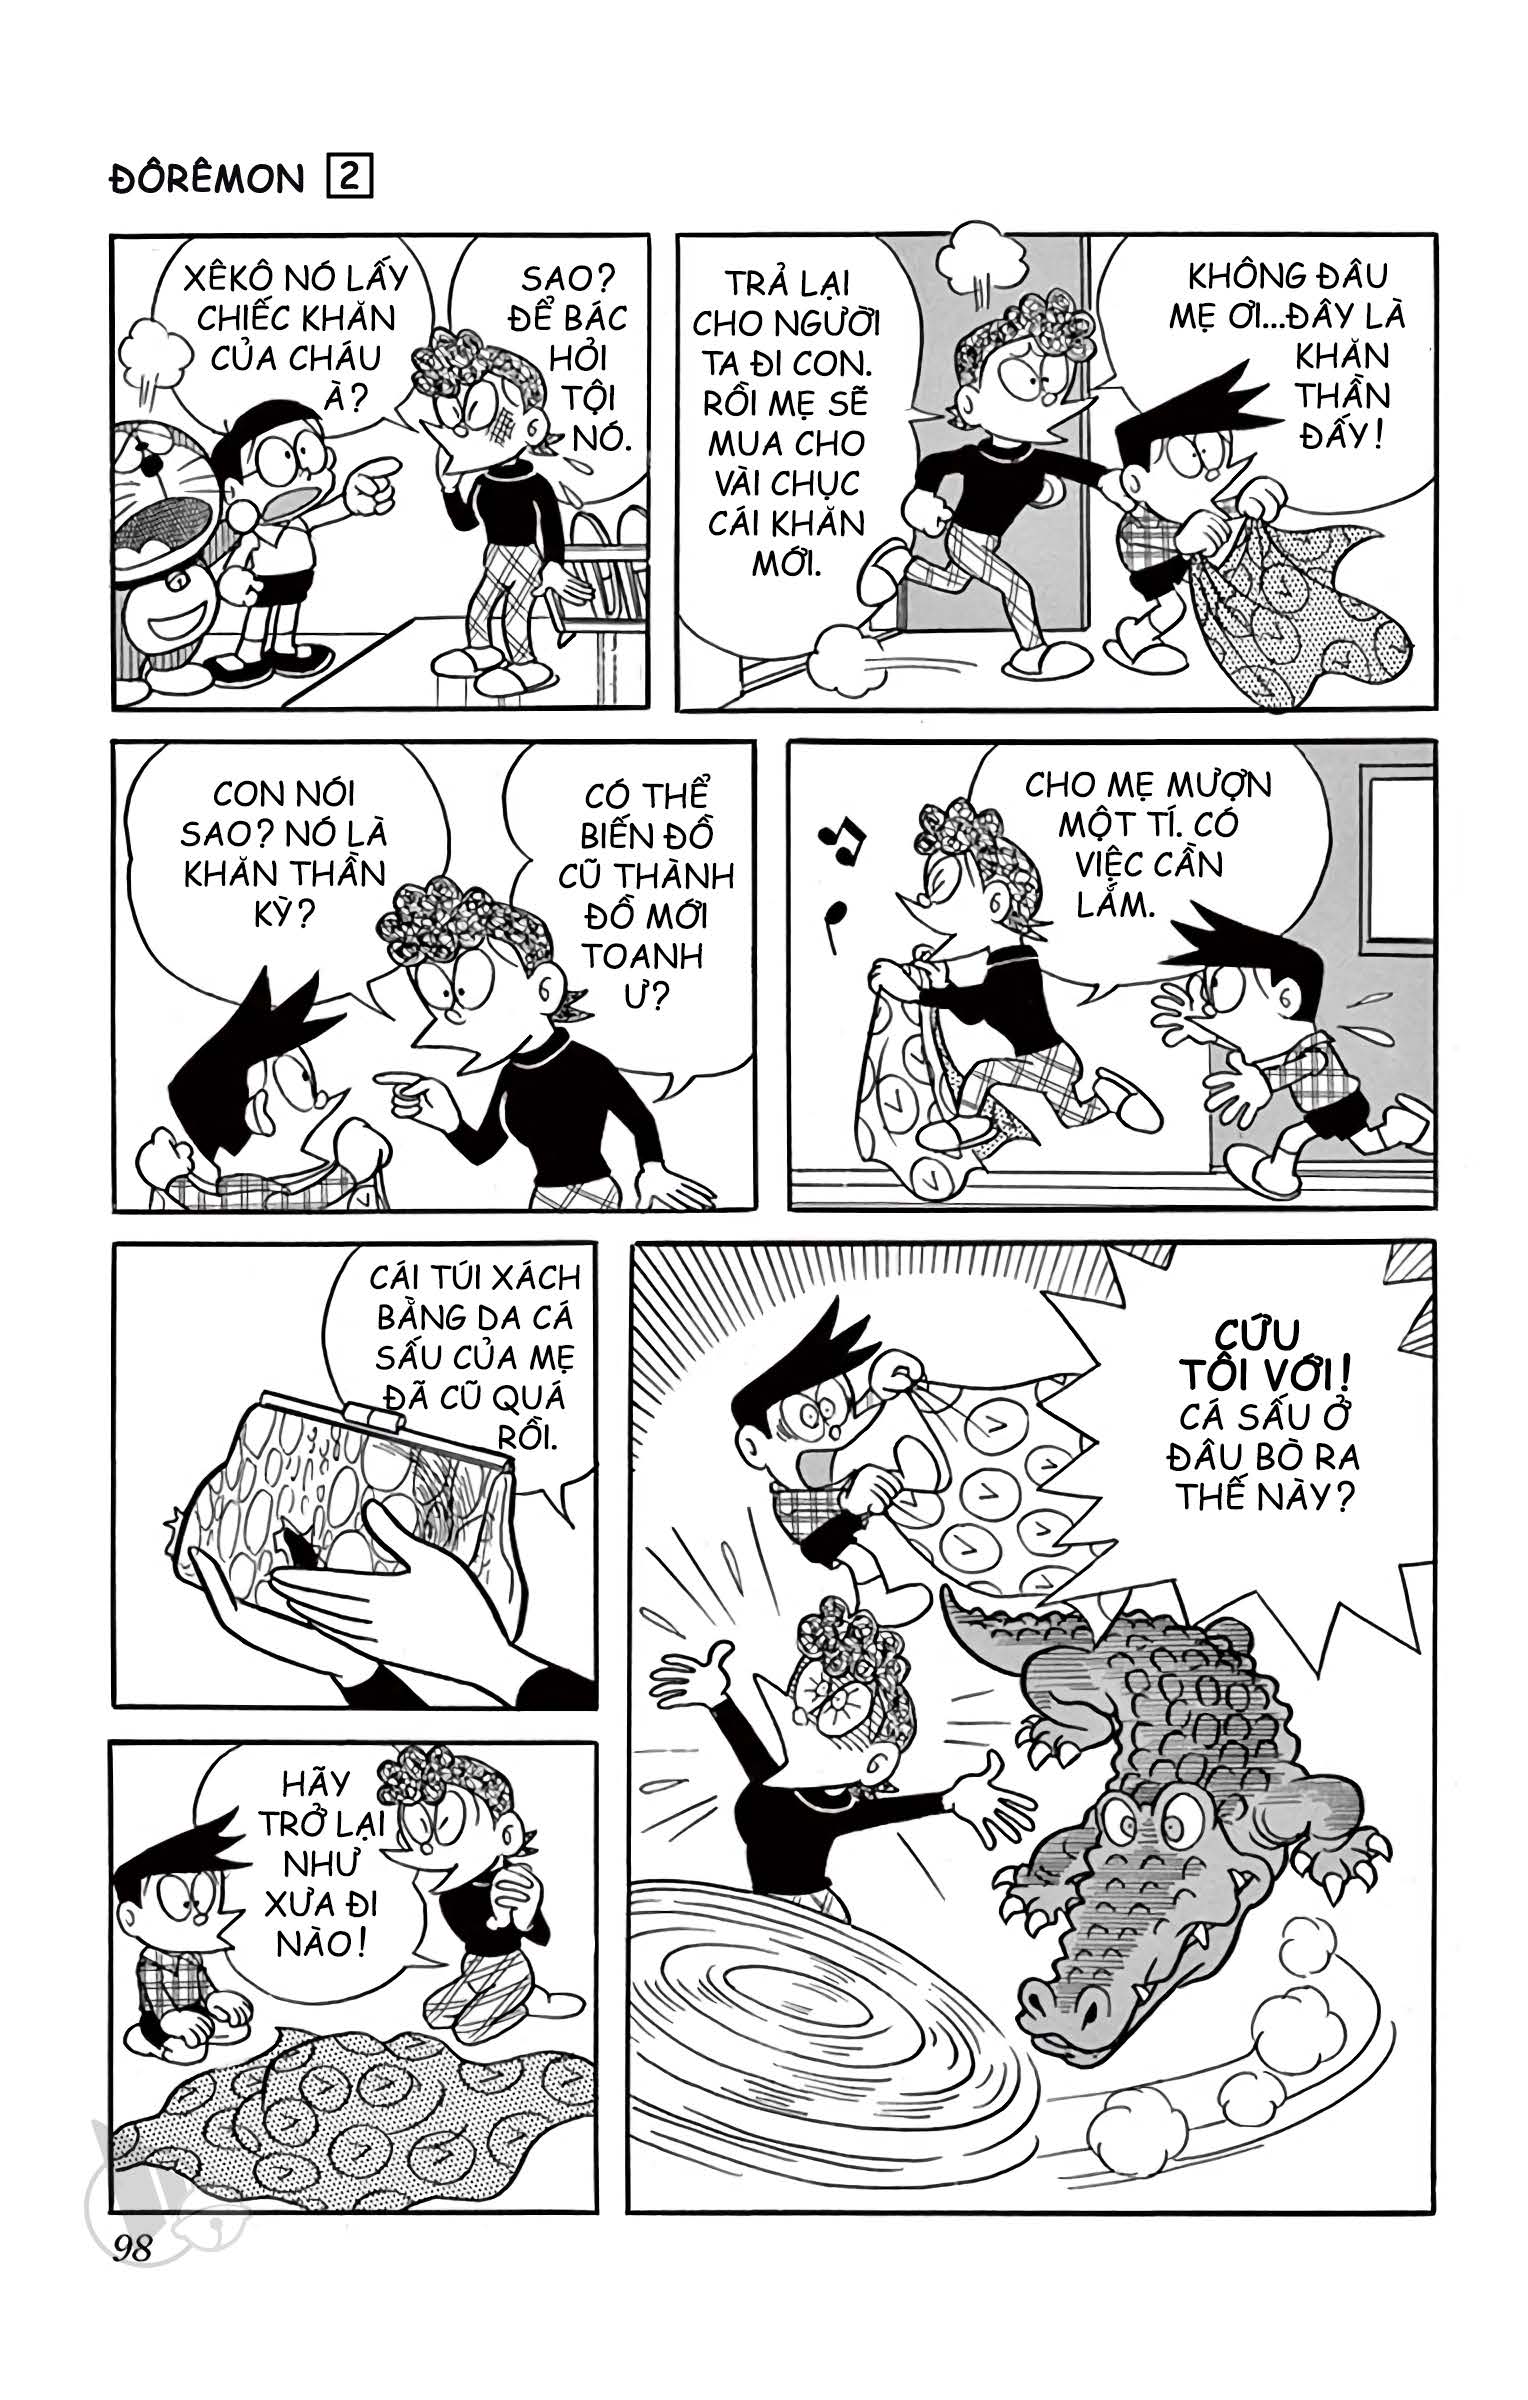 ĐÔRÊMON 2
XÊKÔ NÓ LẤY
CHIẾC KHĂN
CỦA CHÁU
À?
SAO?
ĐỂ BÁC
HỎI
TỘI
NÓ.
TRẢ LẠI
CHO NGƯỜI
TA ĐI CON.
RỒI MẸ SẼ
MUA CHO
VÀI CHỤC
CÁI KHĂN
MỚI.
KHÔNG ĐÂU
MẸ ƠI...ĐÂY LÀ
KHĂN
THẦN
ĐẤY!
CON NÓI
SAO? NÓ LÀ
KHĂN THẦN
KỲ?
CÓ THỂ
BIẾN ĐỒ
CŨ THÀNH
ĐỒ MỚI
TOANH
Ư?
CHO MẸ MƯỢN
MỘT TÍ. CÓ
VIỆC CẦN
LẮM.
CÁI TÚI XÁCH
BẰNG DA CÁ
SẤU CỦA MẸ
ĐÃ CŨ QUÁ
RỒI.
HÃY
TRỞ LẠI
NHƯ
XƯA ĐI
NÀO!
CỨU
TÔI VỚI!
CÁ SẤU Ở
ĐÂU BÒ RA
THẾ NÀY?
98